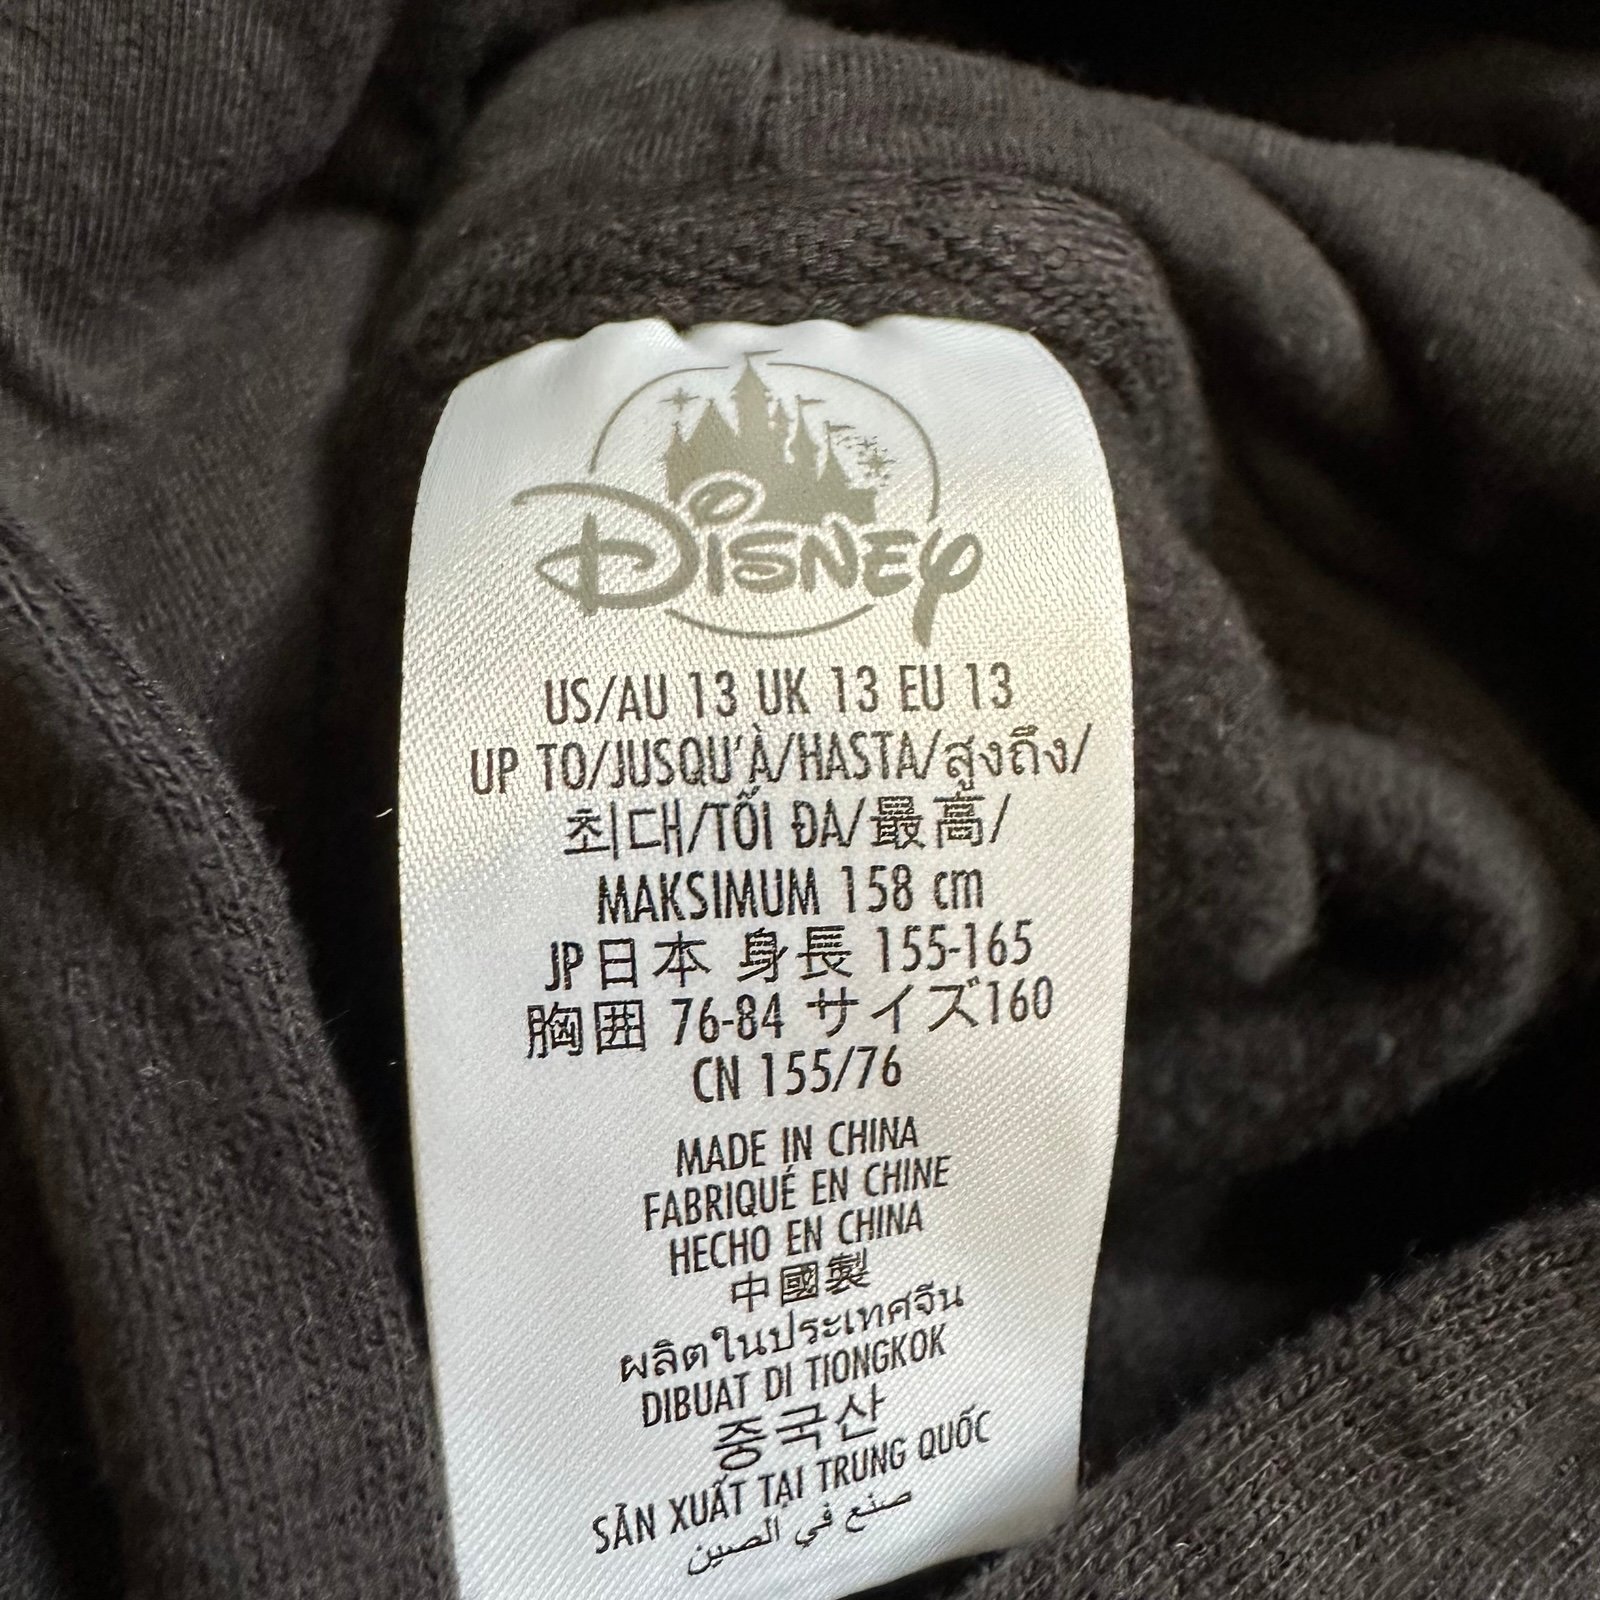 DISNEY
US/AU 13 UK 13 EU 13
UP TO/JUSQU'À/HASTA/สูงถึง/
최대/TỐI ĐA/最高/
MAKSIMUM 158 cm
JP日本 身長 155-165
胸囲 76-84 サイズ160
CN 155/76
MADE IN CHINA
FABRIQUÉ EN CHINE
HECHO EN CHINA
中國製
ผลิตในประเทศจีน
DIBUAT DI TIONGKOK
중국산
SẢN XUẤT TẠI TRUNG QUỐC
صنع في الصين